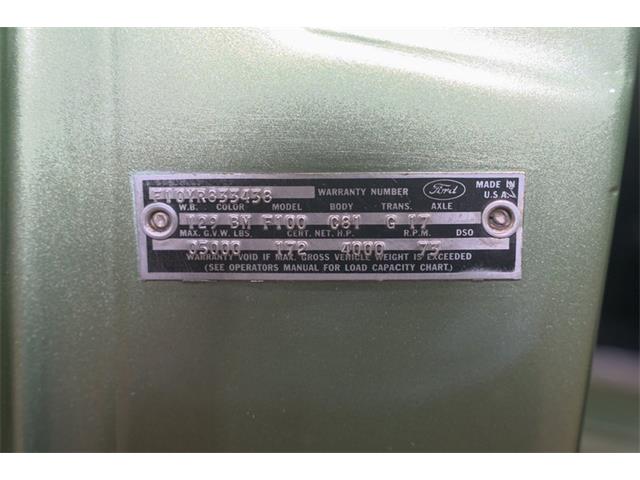 F10YR835438 WARRANTY NUMBER Ford MADE IN U.S.A.
W.B. COLOR MODEL BODY TRANS. AXLE
129 9M F100 C81 G 17
MAX. G.V.W. LBS. CERT. NET. H.P. R.P.M. DSO
05000 172 4000 73
WARRANTY VOID IF MAX. GROSS VEHICLE WEIGHT IS EXCEEDED
(SEE OPERATORS MANUAL FOR LOAD CAPACITY CHART.)